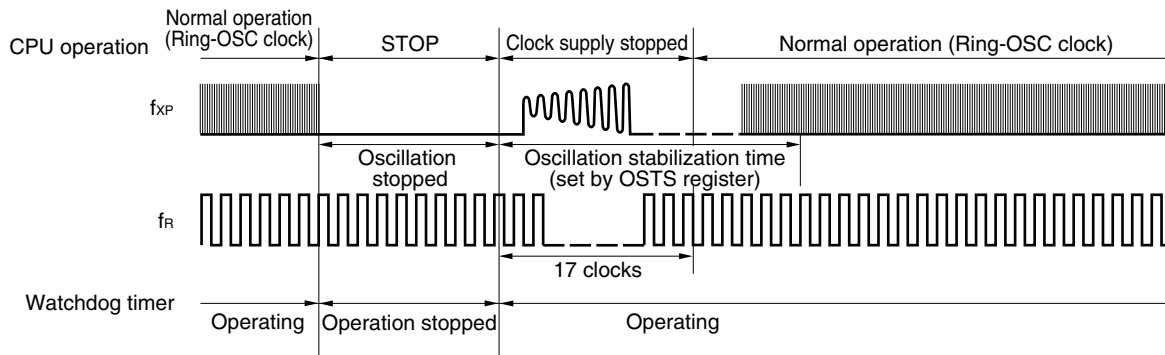 Normal operation
(Ring-OSC clock)
CPU operation
STOP
Clock supply stopped
Normal operation (Ring-OSC clock)
fXP
Oscillation
stopped
Oscillation stabilization time
(set by OSTS register)
fR
17 clocks
Watchdog timer
Operating
Operation stopped
Operating